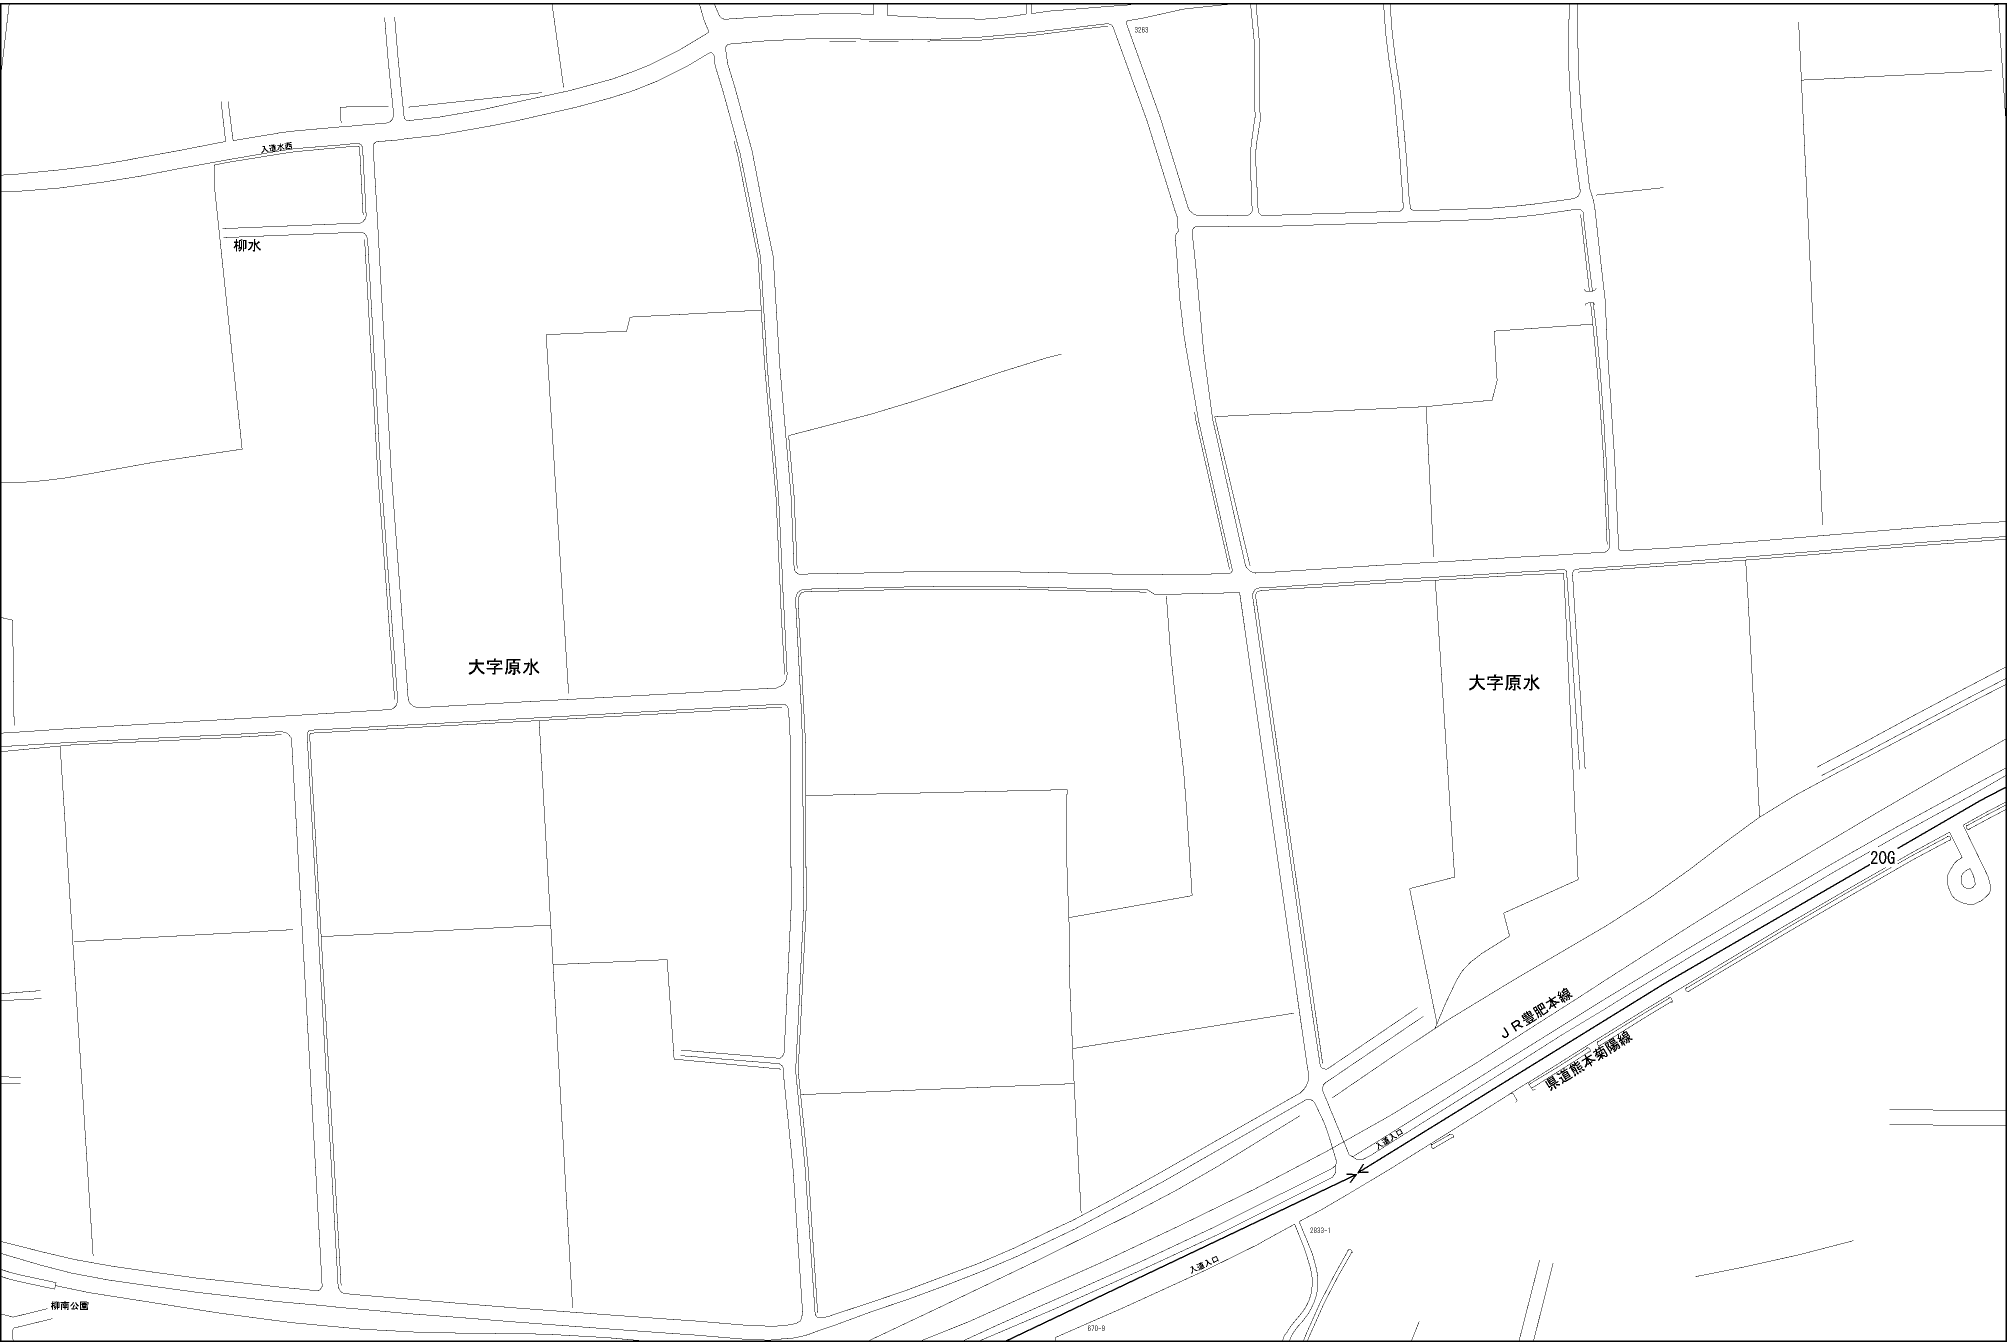 3263
入道水西
柳水
大字原水
大字原水
20G
JR豊肥本線
県道熊本菊陽線
入道入口
2833-1
入道入口
柳南公園
670-9